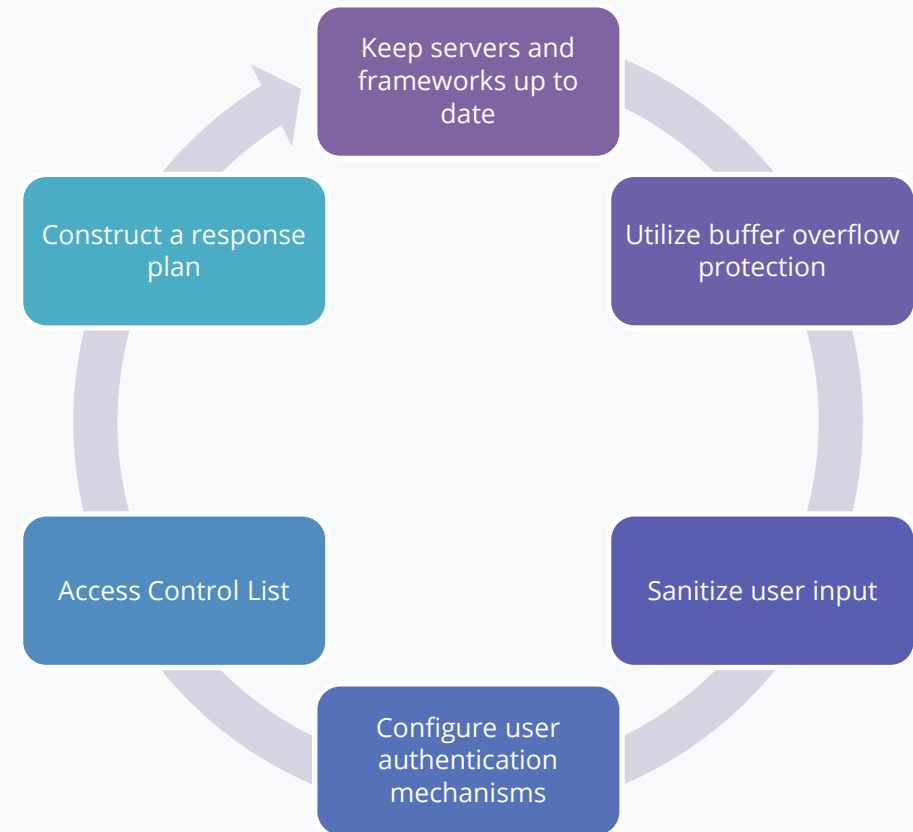 Keep servers and
frameworks up to
date
Utilize buffer overflow
protection
Sanitize user input
Configure user
authentication
mechanisms
Access Control List
Construct a response
plan